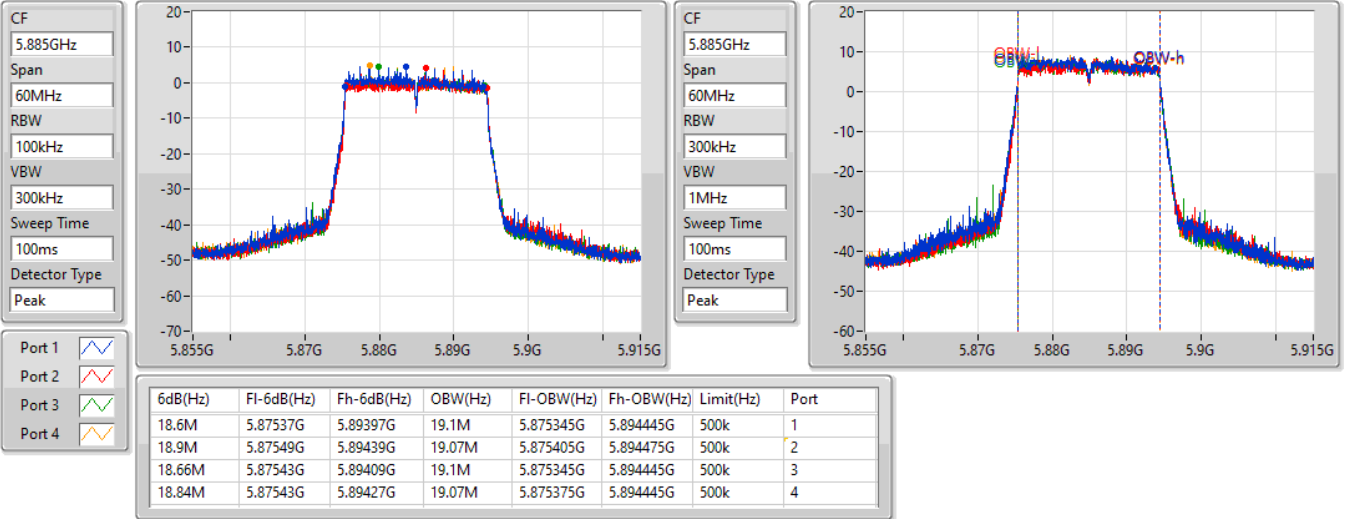 CF
5.885GHz
Span
60MHz
RBW
100kHz
VBW
300kHz
Sweep Time
100ms
Detector Type
Peak
20
10
0
-10
-20
-30
-40
-50
-60
-70
5.855G 5.87G 5.88G 5.89G 5.9G 5.915G
CF
5.885GHz
Span
60MHz
RBW
300kHz
VBW
1MHz
Sweep Time
100ms
Detector Type
Peak
20
10
0
-10
-20
-30
-40
-50
-60
OBW-l OBW-h
5.855G 5.87G 5.88G 5.89G 5.9G 5.915G
Port 1
Port 2
Port 3
Port 4
6dB(Hz) Fl-6dB(Hz) Fh-6dB(Hz) OBW(Hz) Fl-OBW(Hz) Fh-OBW(Hz) Limit(Hz) Port
18.6M 5.87537G 5.89397G 19.1M 5.875345G 5.894445G 500k 1
18.9M 5.87549G 5.89439G 19.07M 5.875405G 5.894475G 500k 2
18.66M 5.87543G 5.89409G 19.1M 5.875345G 5.894445G 500k 3
18.84M 5.87543G 5.89427G 19.07M 5.875375G 5.894445G 500k 4